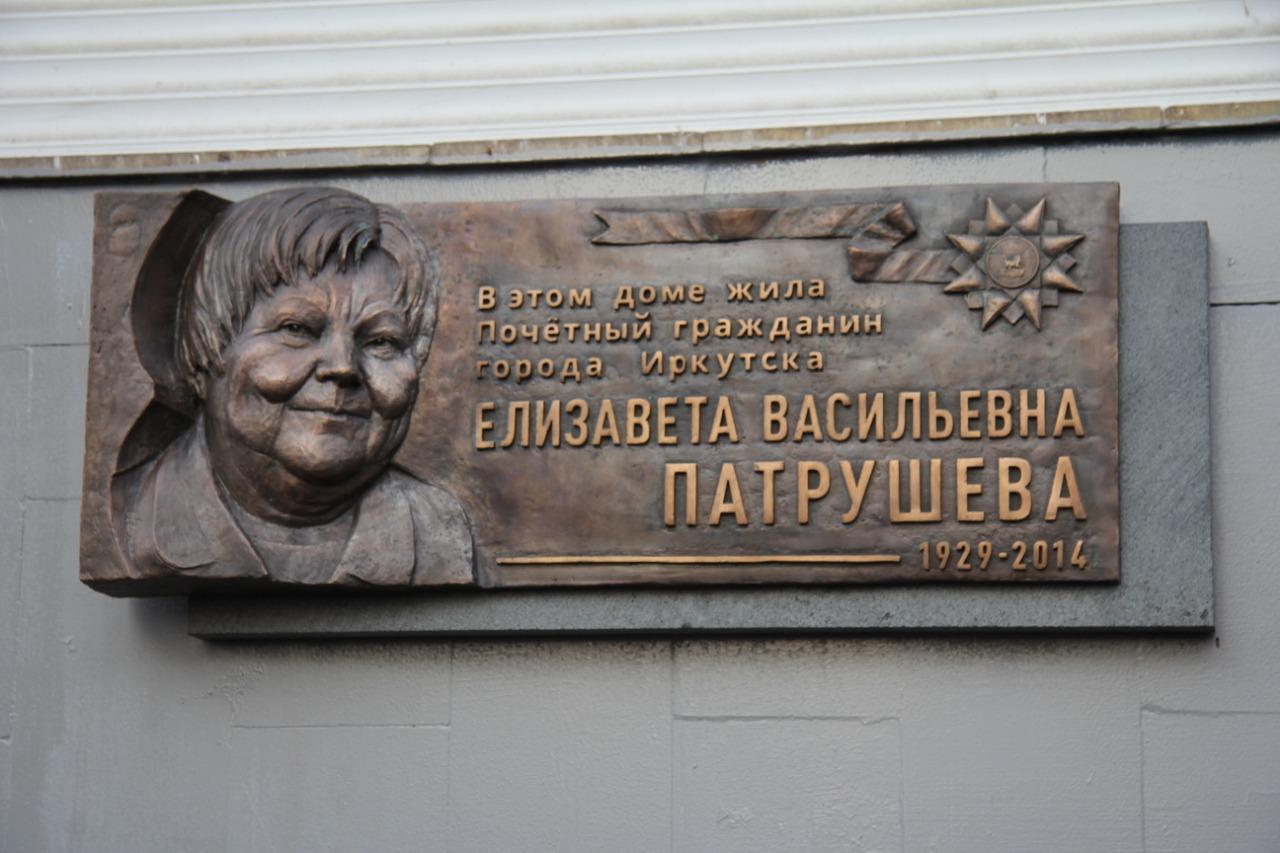 В этом доме жила
Почётный гражданин
города Иркутска
ЕЛИЗАВЕТА ВАСИЛЬЕВНА
ПАТРУШЕВА
1929-2014